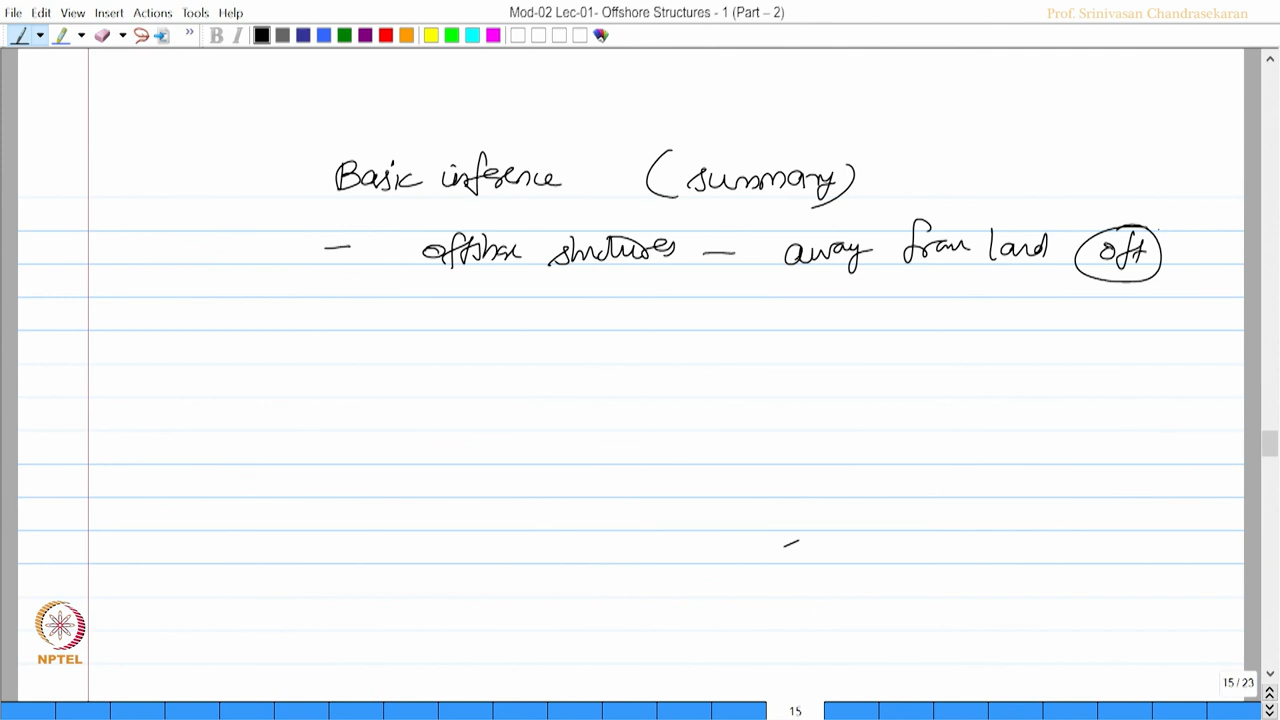 File Edit View Insert Actions Tools Help
Mod-02 Lec-01- Offshore Structures - 1 (Part – 2)
Prof. Srinivasan Chandrasekaran
B I
Basic inference (summary)
— offshore structures — away from land off
NPTEL
15 / 23
15